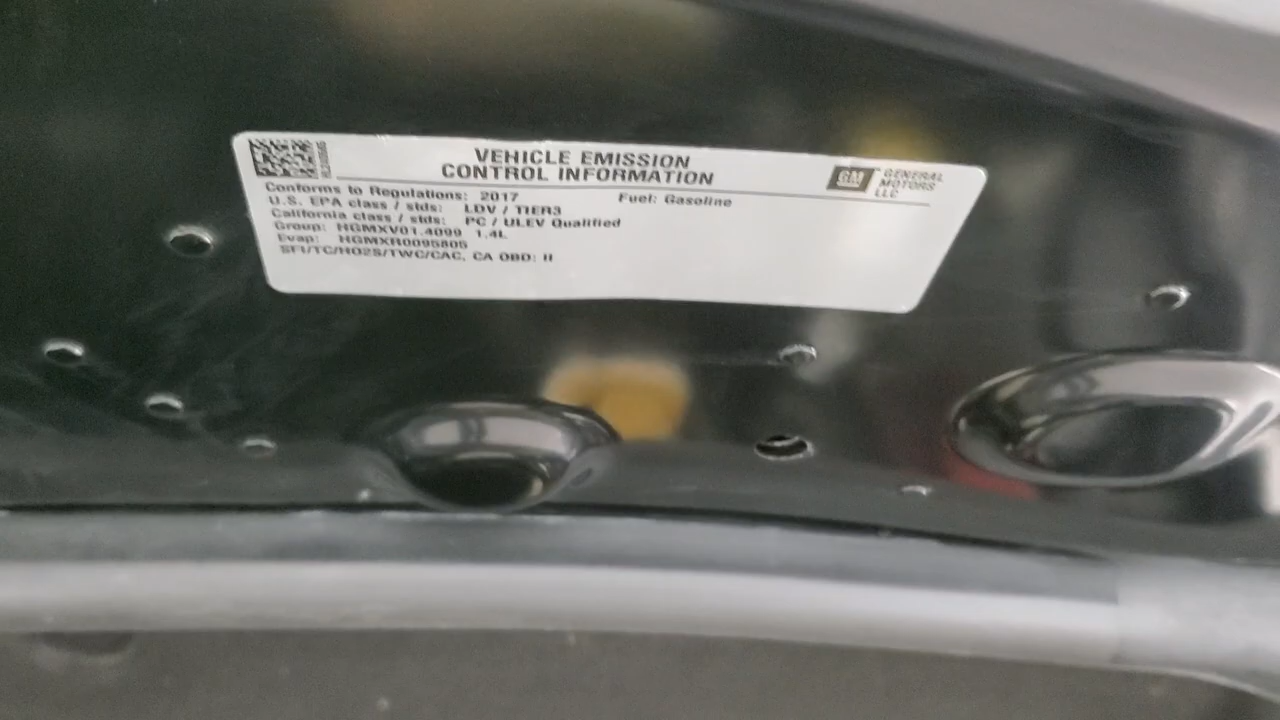 VEHICLE EMISSION
CONTROL INFORMATION
GM GENERAL
MOTORS
LLC
Conforms to Regulations: 2017 Fuel: Gasoline
U.S. EPA class / stds: LDV / TIER3
California class / stds: PC / ULEV Qualified
Group: HGMXV01.4099 1.4L
Evap: HGMXR0095805
SFI/TC/HO2S/TWC/CAC, CA OBD: II